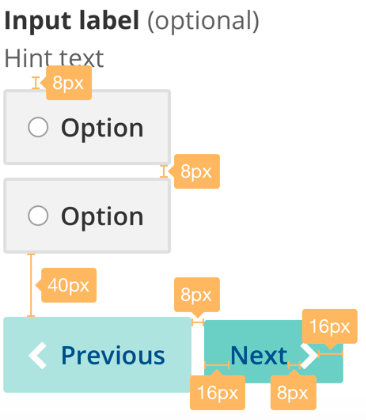 Input label (optional)
Hint text
8px
Option
8px
Option
40px
8px
Previous
Next
16px
16px
8px